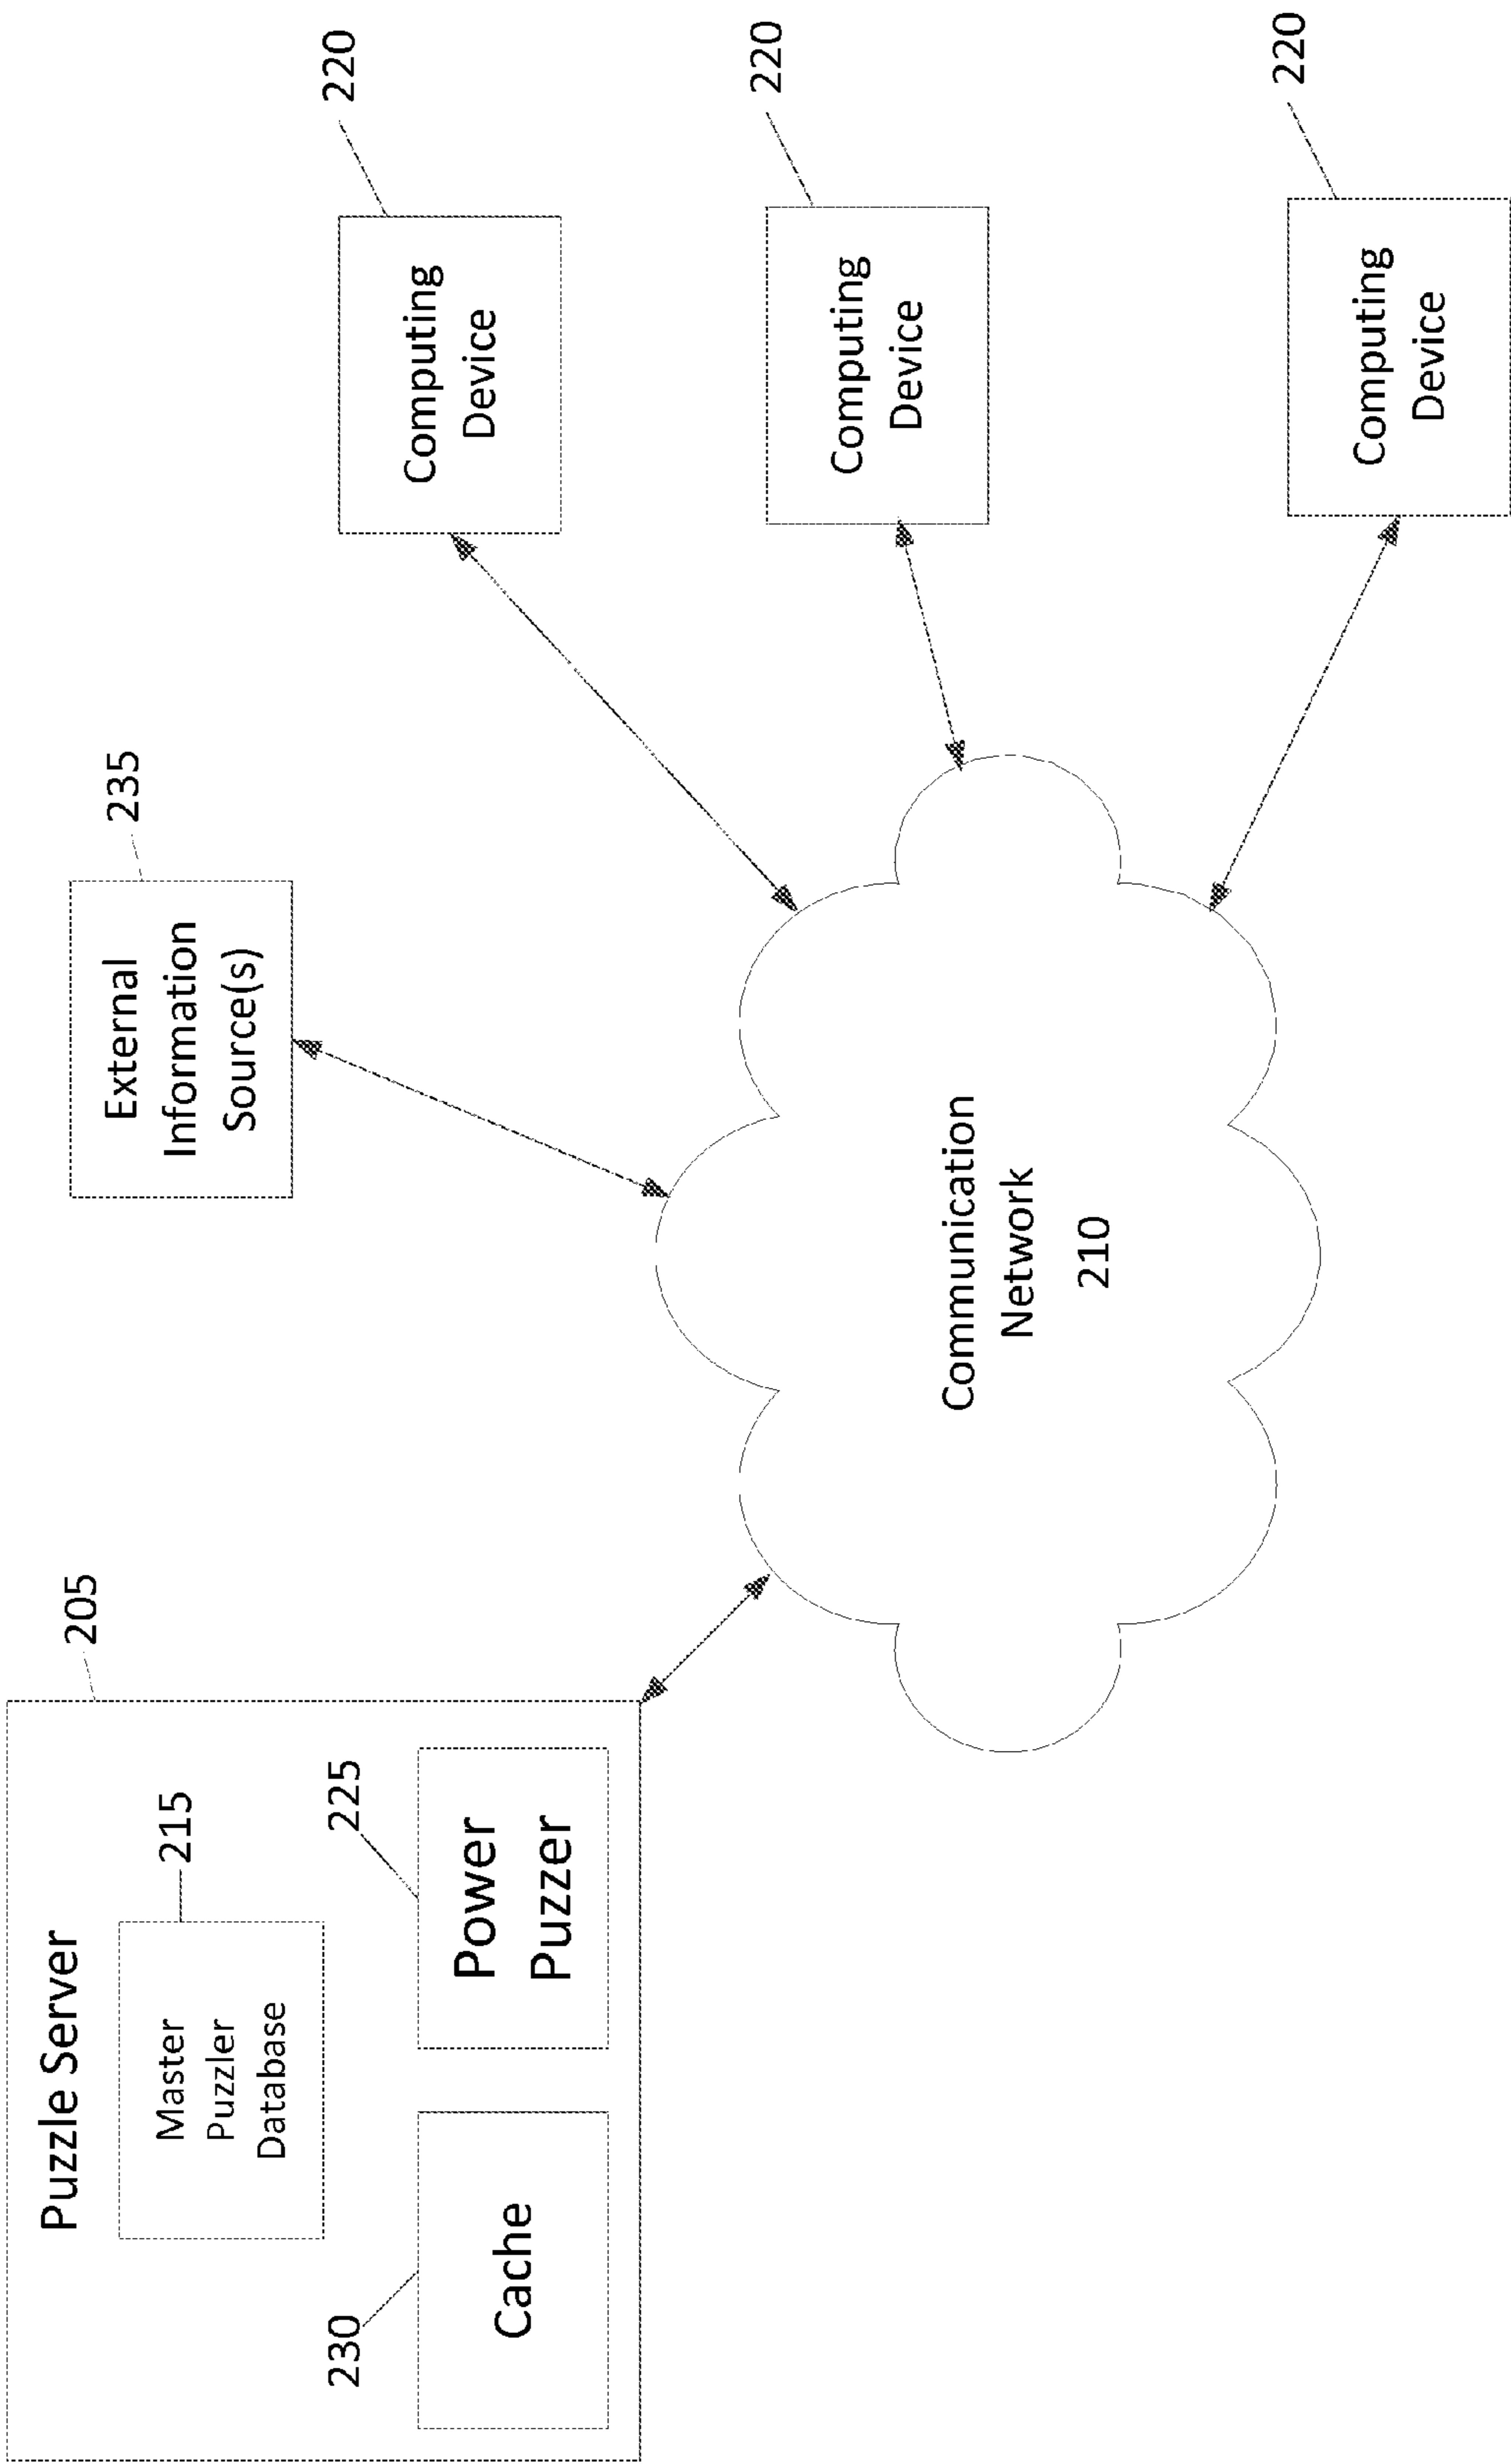 Puzzle Server
205
Master
Puzzler
Database
215
Cache
230
Power
Puzzer
225
External
Information
Source(s)
235
Communication
Network
210
Computing
Device
220
Computing
Device
220
Computing
Device
220